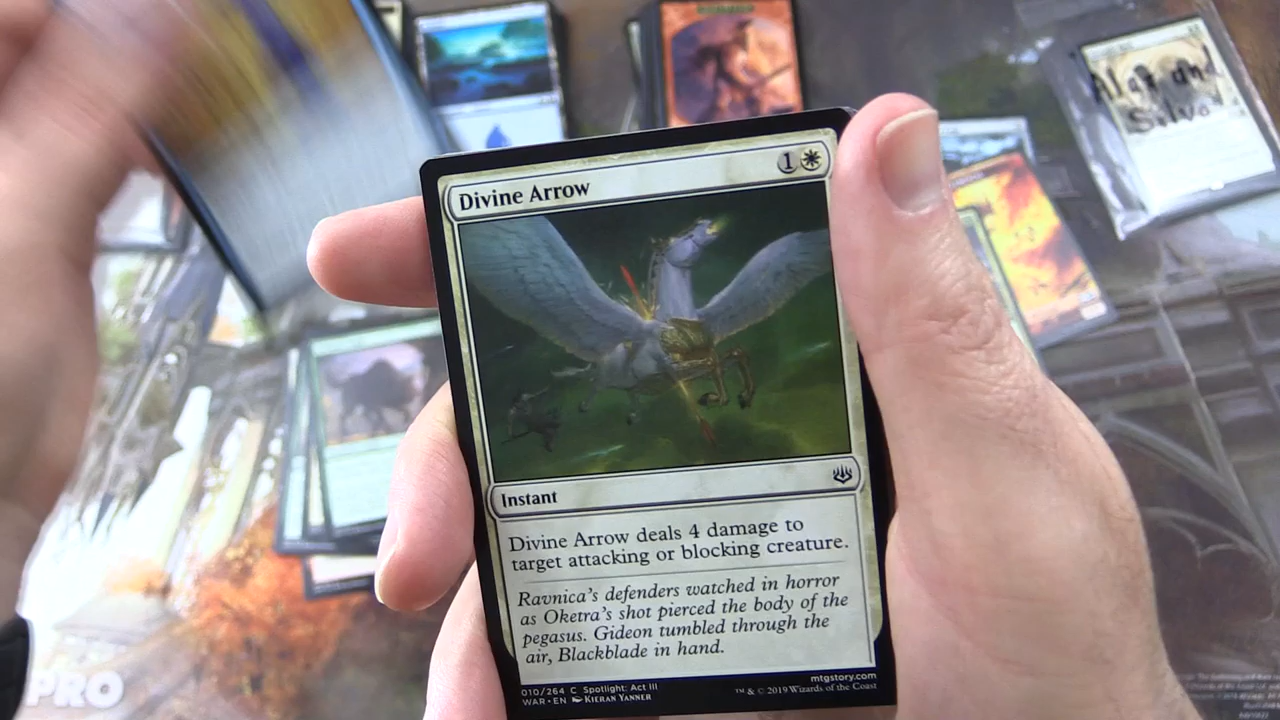 Divine Arrow
1
Instant
Divine Arrow deals 4 damage to
target attacking or blocking creature.
Ravnica's defenders watched in horror
as Oketra's shot pierced the body of the
pegasus. Gideon tumbled through the
air, Blackblade in hand.
010/264 C Spotlight: Act III
WAR • EN KIERAN YANNER
mtgstory.com
™ & © 2019 Wizards of the Coast
PRO